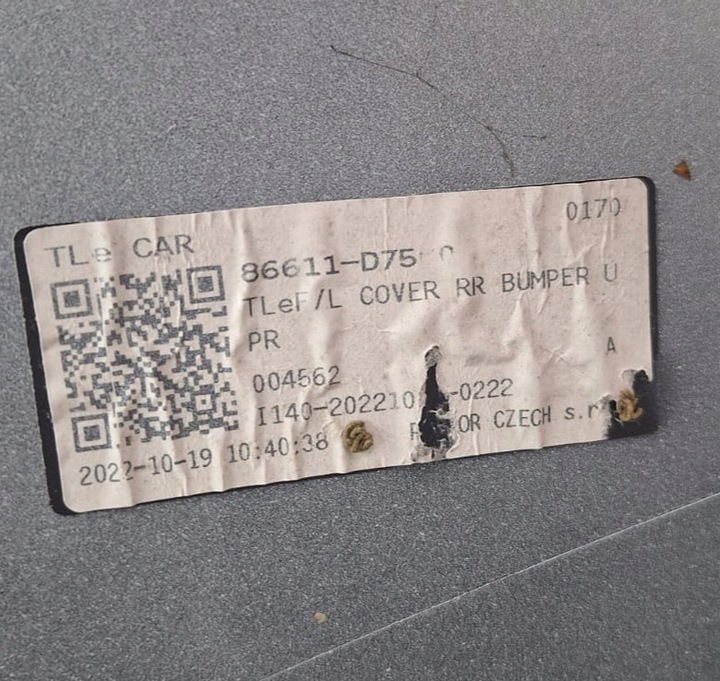 TLe CAR
0170
86611-D75
TLeF/L COVER RR BUMPER U
PR
A
004562
I140-202210 -0222
OR CZECH s.r
2022-10-19 10:40:38